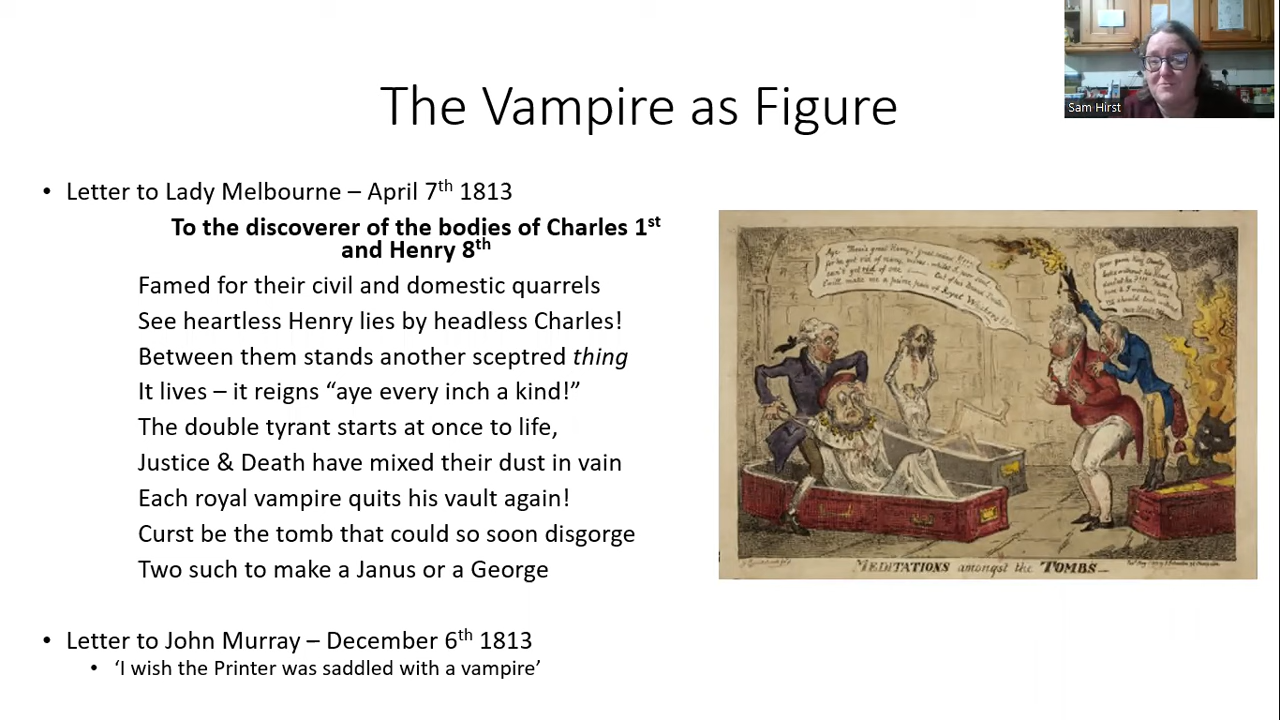 The Vampire as Figure
Sam Hirst
• Letter to Lady Melbourne – April 7th 1813
To the discoverer of the bodies of Charles 1st
and Henry 8th
Famed for their civil and domestic quarrels
See heartless Henry lies by headless Charles!
Between them stands another sceptred thing
It lives – it reigns “aye every inch a kind!”
The double tyrant starts at once to life,
Justice & Death have mixed their dust in vain
Each royal vampire quits his vault again!
Curst be the tomb that could so soon disgorge
Two such to make a Janus or a George
• Letter to John Murray – December 6th 1813
• ‘I wish the Printer was saddled with a vampire’
MEDITATIONS amongst the TOMBS—